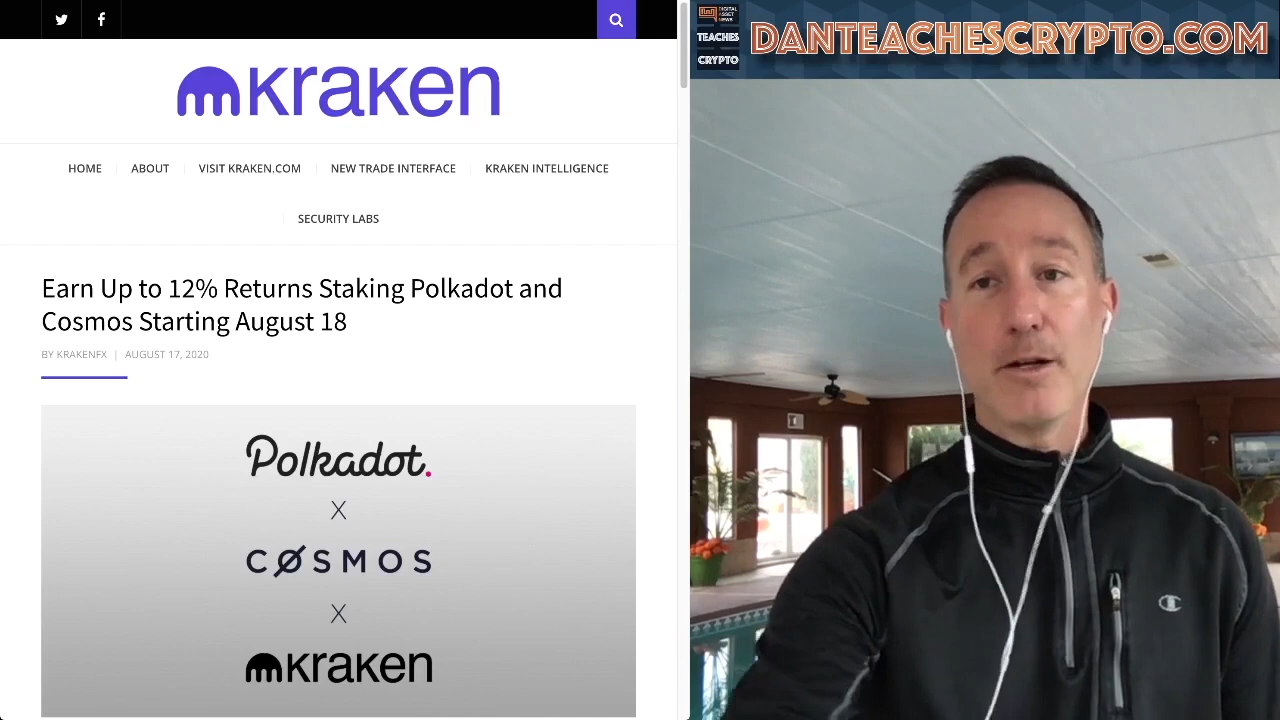 kraken
HOME
ABOUT
VISIT KRAKEN.COM
NEW TRADE INTERFACE
KRAKEN INTELLIGENCE
SECURITY LABS
Earn Up to 12% Returns Staking Polkadot and
Cosmos Starting August 18
BY KRAKENFX | AUGUST 17, 2020
Polkadot.
X
CØSMOS
X
kraken
DIGITAL
ASSET
NEWS
TEACHES
CRYPTO
DANTEACHESCRYPTO.COM